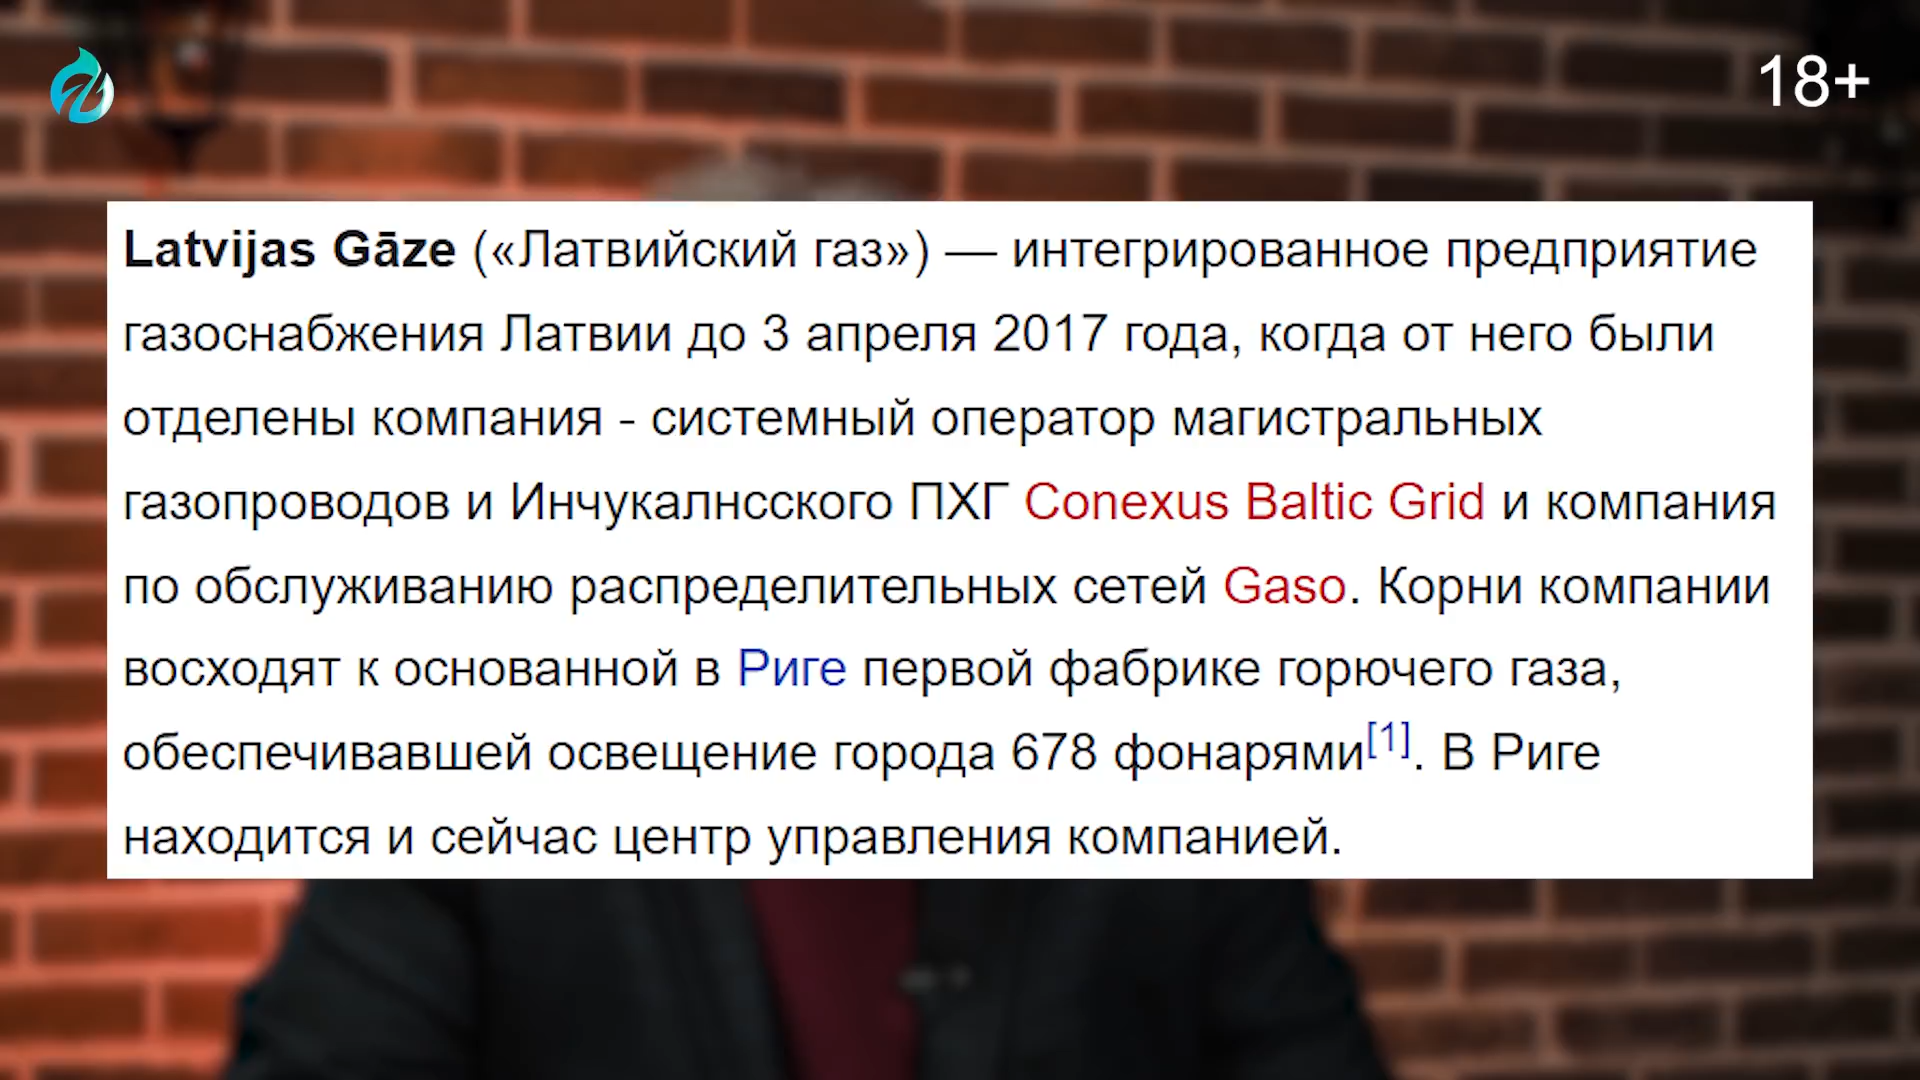 18+
Latvijas Gāze («Латвийский газ») — интегрированное предприятие
газоснабжения Латвии до 3 апреля 2017 года, когда от него были
отделены компания - системный оператор магистральных
газопроводов и Инчукалнсского ПХГ Conexus Baltic Grid и компания
по обслуживанию распределительных сетей Gaso. Корни компании
восходят к основанной в Риге первой фабрике горючего газа,
обеспечивавшей освещение города 678 фонарями[1]. В Риге
находится и сейчас центр управления компанией.